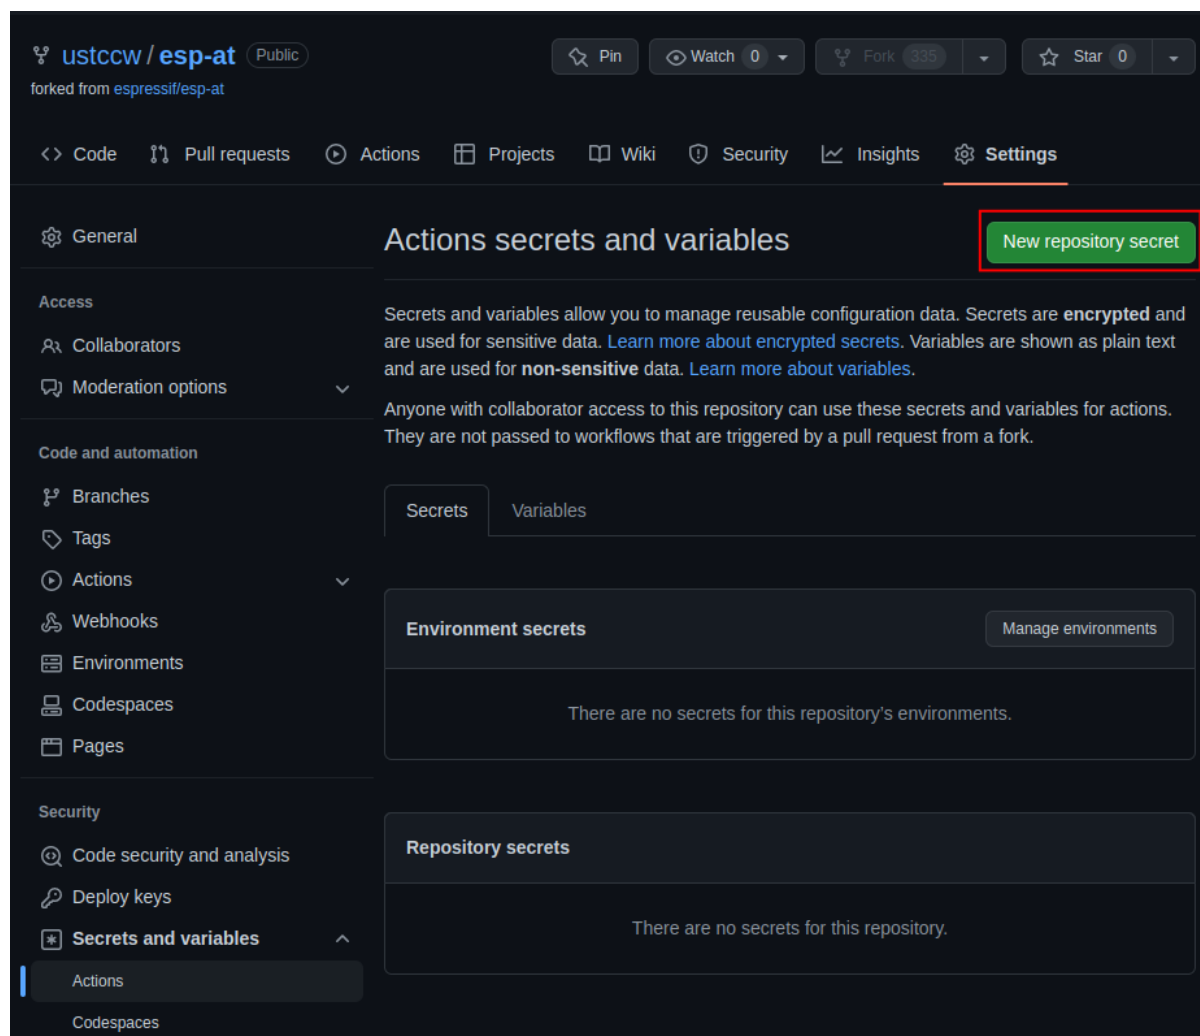 ustccw / esp-at Public
Pin
Watch 0
Fork 335
Star 0
forked from espressif/esp-at
Code
Pull requests
Actions
Projects
Wiki
Security
Insights
Settings
General
Access
Collaborators
Moderation options
Code and automation
Branches
Tags
Actions
Webhooks
Environments
Codespaces
Pages
Security
Code security and analysis
Deploy keys
Secrets and variables
Actions
Codespaces
Actions secrets and variables
New repository secret
Secrets and variables allow you to manage reusable configuration data. Secrets are encrypted and
are used for sensitive data. Learn more about encrypted secrets. Variables are shown as plain text
and are used for non-sensitive data. Learn more about variables.
Anyone with collaborator access to this repository can use these secrets and variables for actions.
They are not passed to workflows that are triggered by a pull request from a fork.
Secrets
Variables
Environment secrets
Manage environments
There are no secrets for this repository's environments.
Repository secrets
There are no secrets for this repository.